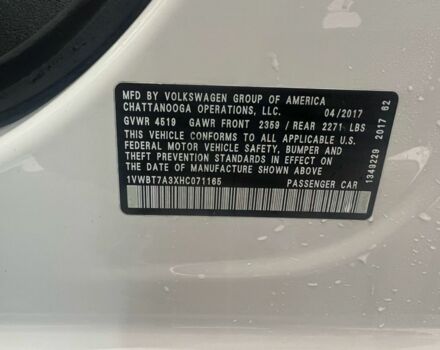 MFD BY VOLKSWAGEN GROUP OF AMERICA
CHATTANOOGA OPERATIONS, LLC. 04/2017
GVWR 4519 GAWR FRONT 2359 / REAR 2271 LBS
THIS VEHICLE CONFORMS TO ALL APPLICABLE U.S.
FEDERAL MOTOR VEHICLE SAFETY, BUMPER AND
THEFT PREVENTION STANDARDS IN EFFECT ON
THE DATE OF MANUFACTURE SHOWN ABOVE
1VWBT7A3XHC071165 PASSENGER CAR
1349229 2017 62